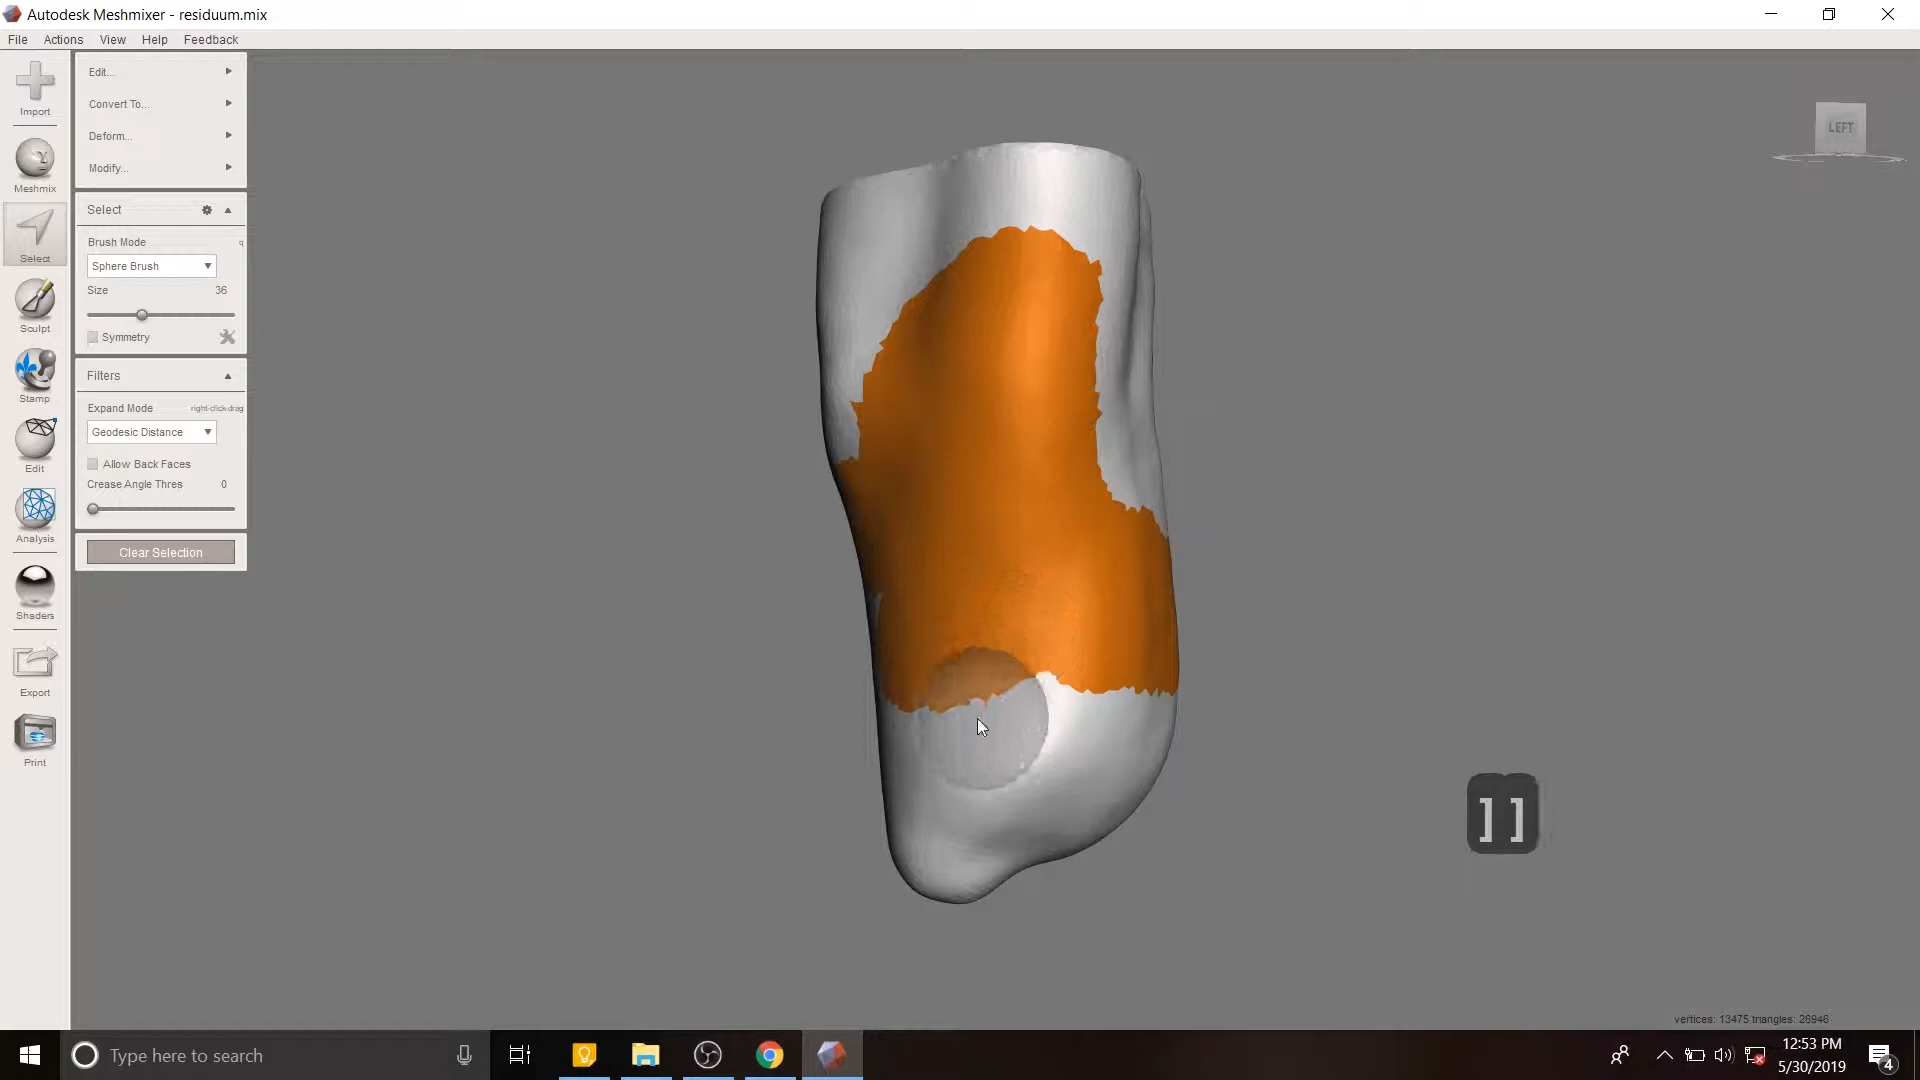 Autodesk Meshmixer - residuum.mix
File Actions View Help Feedback
Import
Meshmix
Select
Sculpt
Stamp
Edit
Analysis
Shaders
Export
Print
Edit...
Convert To...
Deform...
Modify...
Select
Brush Mode q
Sphere Brush
Size 36
Symmetry
Filters
Expand Mode right-click drag
Geodesic Distance
Allow Back Faces
Crease Angle Thres 0
Clear Selection
LEFT
]]
vertices: 13475 triangles: 26946
Type here to search
12:53 PM
5/30/2019
4